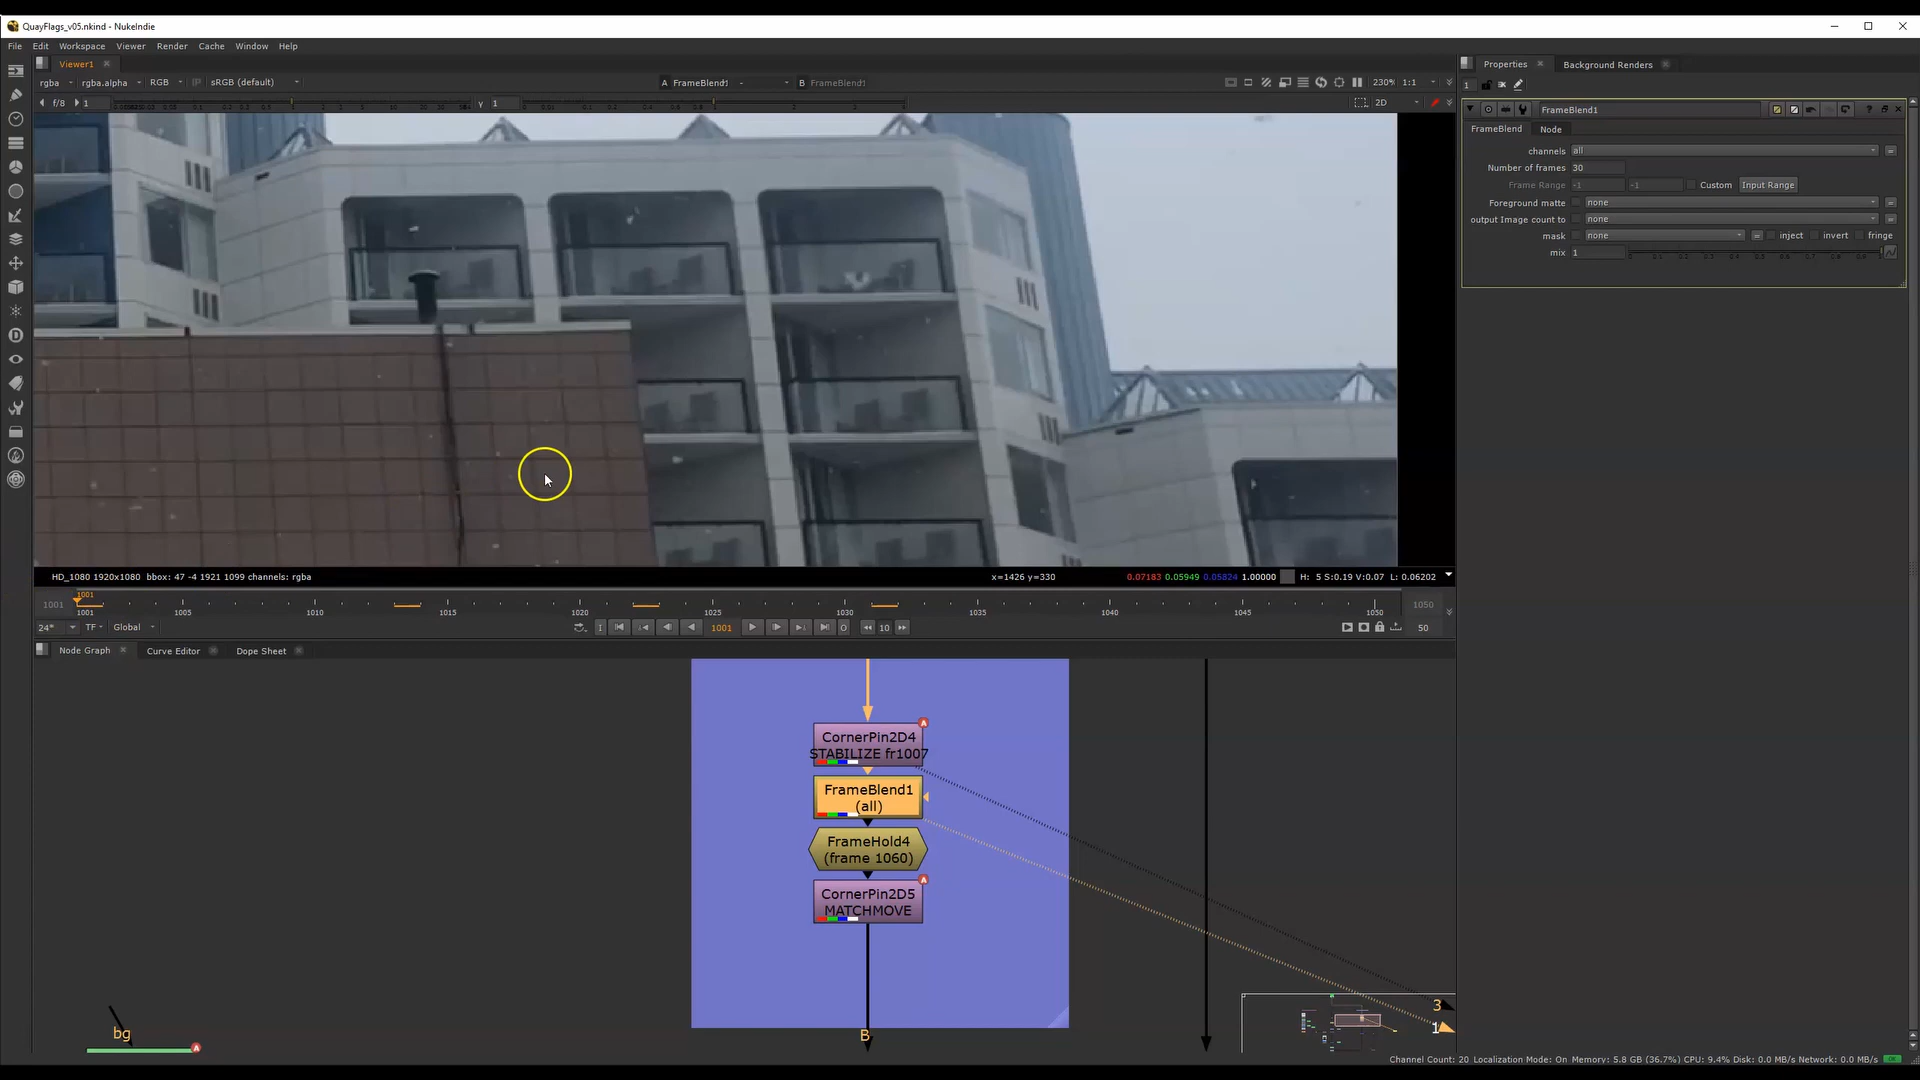 QuayFlags_v05.nkind - NukeIndie
File Edit Workspace Viewer Render Cache Window Help
Viewer1
rgba rgba.alpha RGB sRGB (default) A FrameBlend1 - B FrameBlend1 230% 1:1
f/8 1 y 1 2D
HD_1080 1920x1080 bbox: 47 -4 1921 1099 channels: rgba x=1426 y=330 0.07183 0.05949 0.05824 1.00000 H: 5 S:0.19 V:0.07 L: 0.06202
1001 1001 1001 1005 1010 1015 1020 1025 1030 1035 1040 1045 1050 1050
24* TF Global I 1001 O 10 50
Node Graph Curve Editor Dope Sheet
CornerPin2D4
STABILIZE fr1007
FrameBlend1
(all)
FrameHold4
(frame 1060)
CornerPin2D5
MATCHMOVE
bg
B
3
1
Properties Background Renders
1
FrameBlend1
FrameBlend Node
channels all
Number of frames 30
Frame Range -1 -1 Custom Input Range
Foreground matte none
output Image count to none
mask none inject invert fringe
mix 1
Channel Count: 20 Localization Mode: On Memory: 5.8 GB (36.7%) CPU: 9.4% Disk: 0.0 MB/s Network: 0.0 MB/s